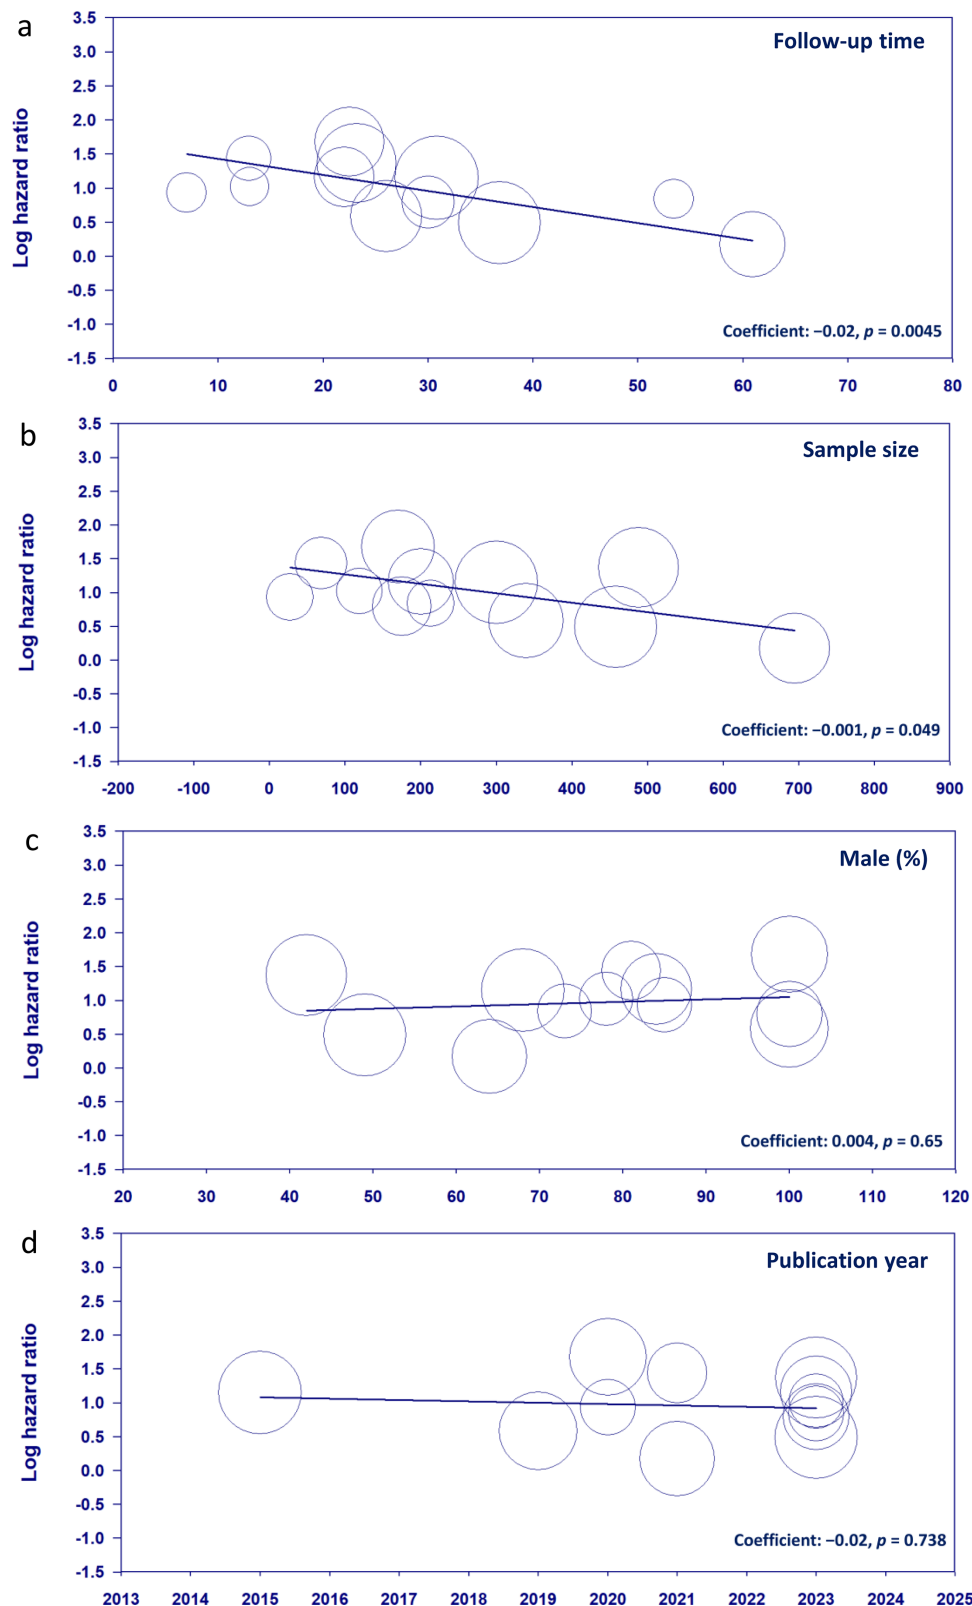 a
Follow-up time
Log hazard ratio
3.5
3.0
2.5
2.0
1.5
1.0
0.5
0.0
-0.5
-1.0
-1.5
Coefficient: −0.02, p = 0.0045
0 10 20 30 40 50 60 70 80
b
Sample size
Log hazard ratio
3.5
3.0
2.5
2.0
1.5
1.0
0.5
0.0
-0.5
-1.0
-1.5
Coefficient: −0.001, p = 0.049
-200 -100 0 100 200 300 400 500 600 700 800 900
c
Male (%)
Log hazard ratio
3.5
3.0
2.5
2.0
1.5
1.0
0.5
0.0
-0.5
-1.0
-1.5
Coefficient: 0.004, p = 0.65
20 30 40 50 60 70 80 90 100 110 120
d
Publication year
Log hazard ratio
3.5
3.0
2.5
2.0
1.5
1.0
0.5
0.0
-0.5
-1.0
-1.5
Coefficient: −0.02, p = 0.738
2013 2014 2015 2016 2017 2018 2019 2020 2021 2022 2023 2024 2025